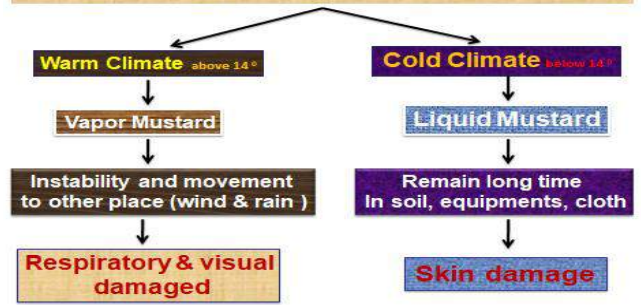 Warm Climate above 14 º
Cold Climate below 14 º
Vapor Mustard
Liquid Mustard
Instability and movement
to other place (wind & rain )
Remain long time
In soil, equipments, cloth
Respiratory & visual
damaged
Skin damage